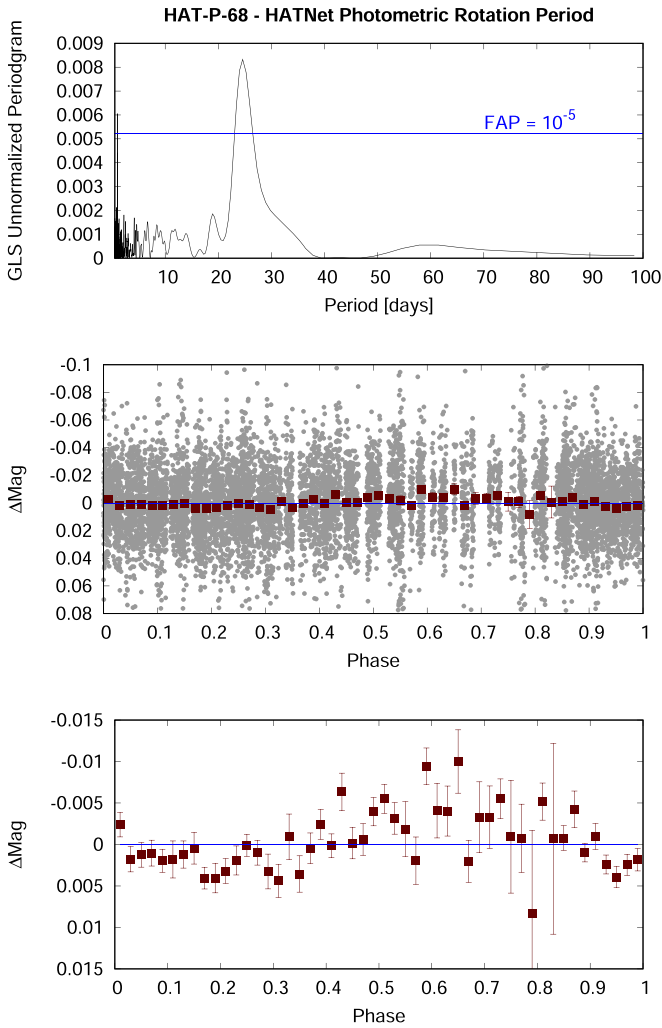 HAT-P-68 - HATNet Photometric Rotation Period
GLS Unnormalized Periodgram
0.009
0.008
0.007
0.006
0.005
0.004
0.003
0.002
0.001
0
FAP = 10^-5
10 20 30 40 50 60 70 80 90 100
Period [days]
ΔMag
-0.1
-0.08
-0.06
-0.04
-0.02
0
0.02
0.04
0.06
0.08
0 0.1 0.2 0.3 0.4 0.5 0.6 0.7 0.8 0.9 1
Phase
ΔMag
-0.015
-0.01
-0.005
0
0.005
0.01
0.015
0 0.1 0.2 0.3 0.4 0.5 0.6 0.7 0.8 0.9 1
Phase